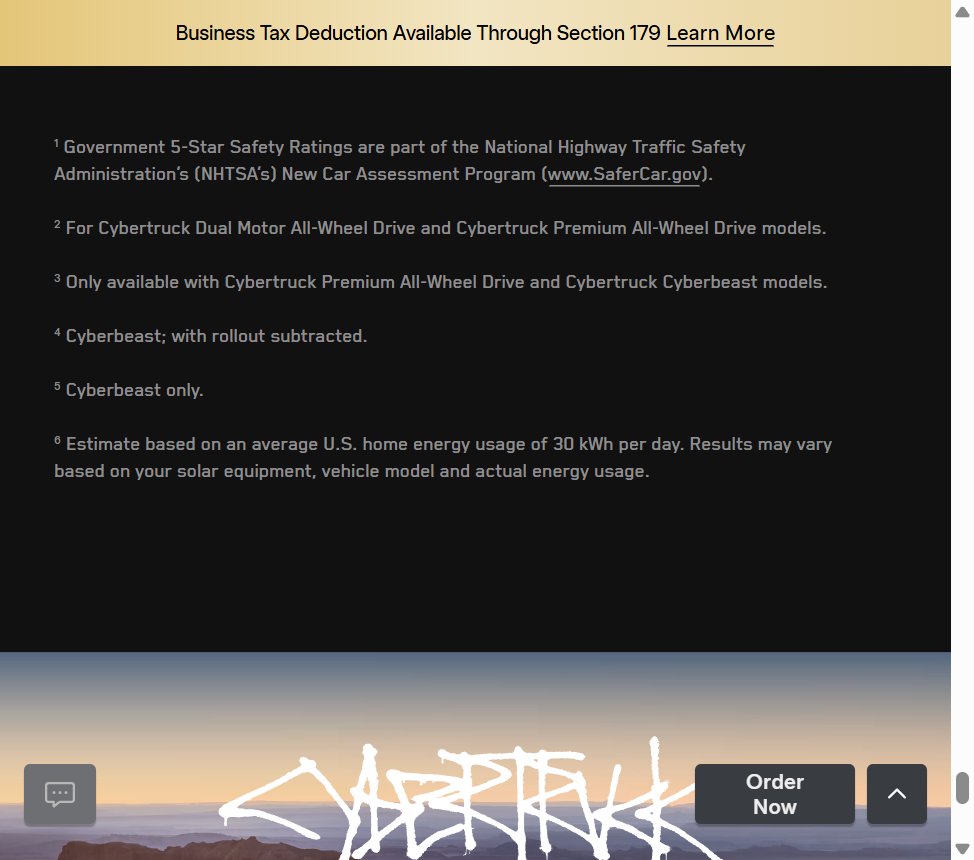 Business Tax Deduction Available Through Section 179 Learn More
¹ Government 5-Star Safety Ratings are part of the National Highway Traffic Safety
Administration's (NHTSA's) New Car Assessment Program (www.SaferCar.gov).
² For Cybertruck Dual Motor All-Wheel Drive and Cybertruck Premium All-Wheel Drive models.
³ Only available with Cybertruck Premium All-Wheel Drive and Cybertruck Cyberbeast models.
⁴ Cyberbeast; with rollout subtracted.
⁵ Cyberbeast only.
⁶ Estimate based on an average U.S. home energy usage of 30 kWh per day. Results may vary
based on your solar equipment, vehicle model and actual energy usage.
CYBERTRUCK
Order
Now